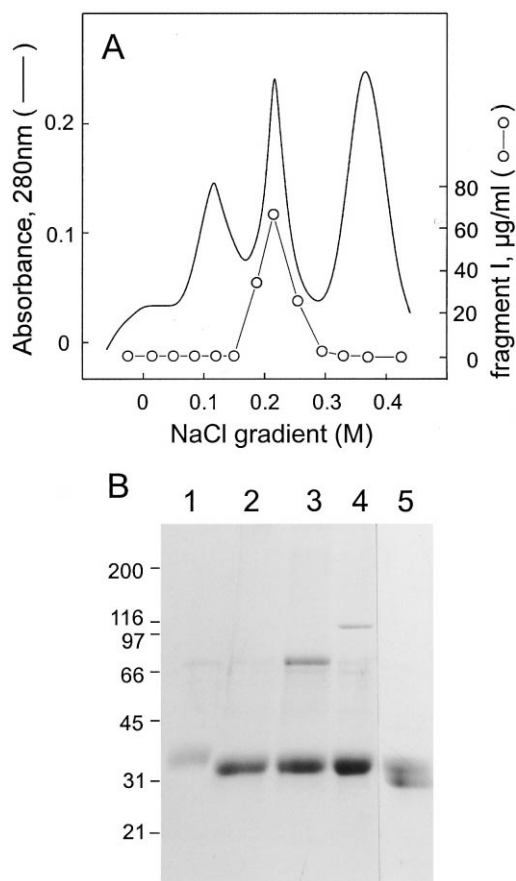 A
Absorbance, 280nm (—)
0.2
0.1
0
80
60
40
20
0
fragment I, µg/ml (○–○)
0 0.1 0.2 0.3 0.4
NaCl gradient (M)
B
1 2 3 4 5
200
116
97
66
45
31
21